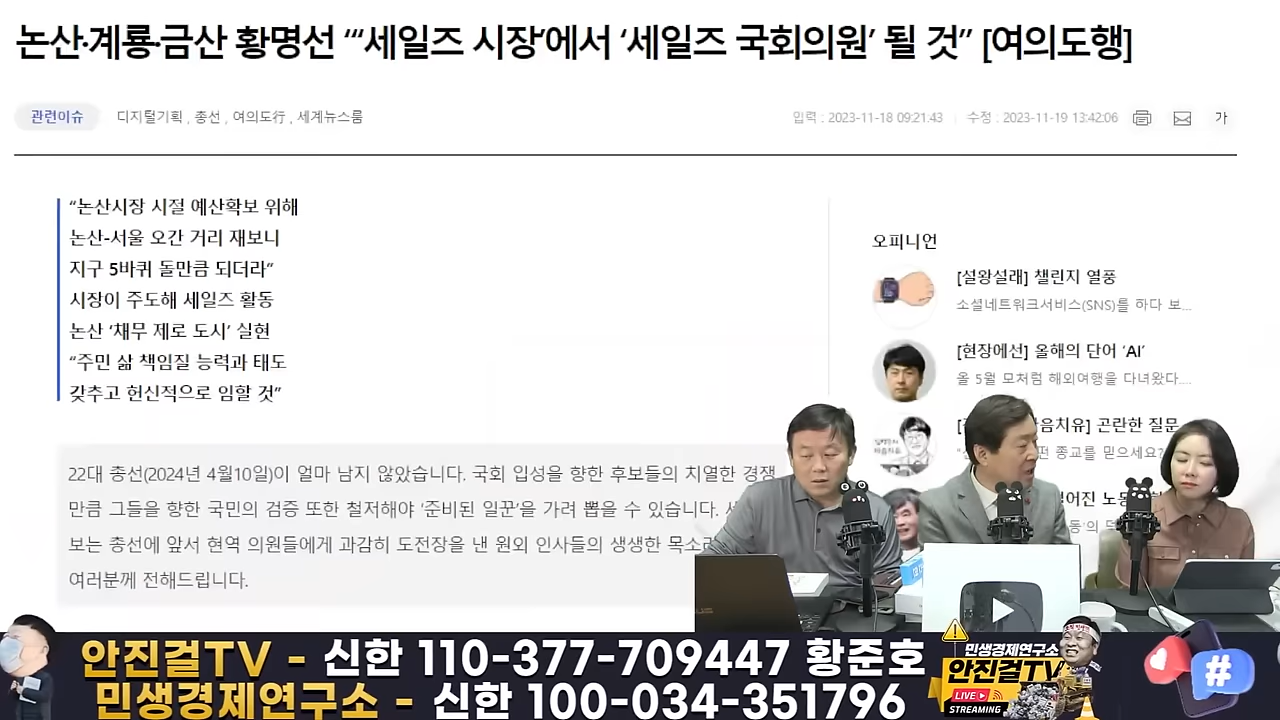 논산·계룡·금산 황명선 “‘세일즈 시장’에서 ‘세일즈 국회의원’ 될 것” [여의도행]
관련이슈 디지털기획 , 총선 , 여의도行 , 세계뉴스룸
입력 : 2023-11-18 09:21:43 수정 : 2023-11-19 13:42:06 가
“논산시장 시절 예산확보 위해
논산-서울 오간 거리 재보니
지구 5바퀴 돌만큼 되더라”
시장이 주도해 세일즈 활동
논산 ‘채무 제로 도시’ 실현
“주민 삶 책임질 능력과 태도
갖추고 헌신적으로 임할 것”
22대 총선(2024년 4월10일)이 얼마 남지 않았습니다. 국회 입성을 향한 후보들의 치열한 경쟁
만큼 그들을 향한 국민의 검증 또한 철저해야 ‘준비된 일꾼’을 가려 뽑을 수 있습니다.
보는 총선에 앞서 현역 의원들에게 과감히 도전장을 낸 원외 인사들의 생생한
여러분께 전해드립니다.
오피니언
[설왕설래] 챌린지 열풍
소셜네트워크서비스(SNS)를 하다 보...
[현장에선] 올해의 단어 ‘AI’
올 5월 모처럼 해외여행을 다녀왔다....
곤란한 질문
종교를 믿으세요?
안진걸TV - 신한 110-377-709447 황준호
민생경제연구소 - 신한 100-034-351796
민생경제연구소
안진걸TV
LIVE
STREAMING
#